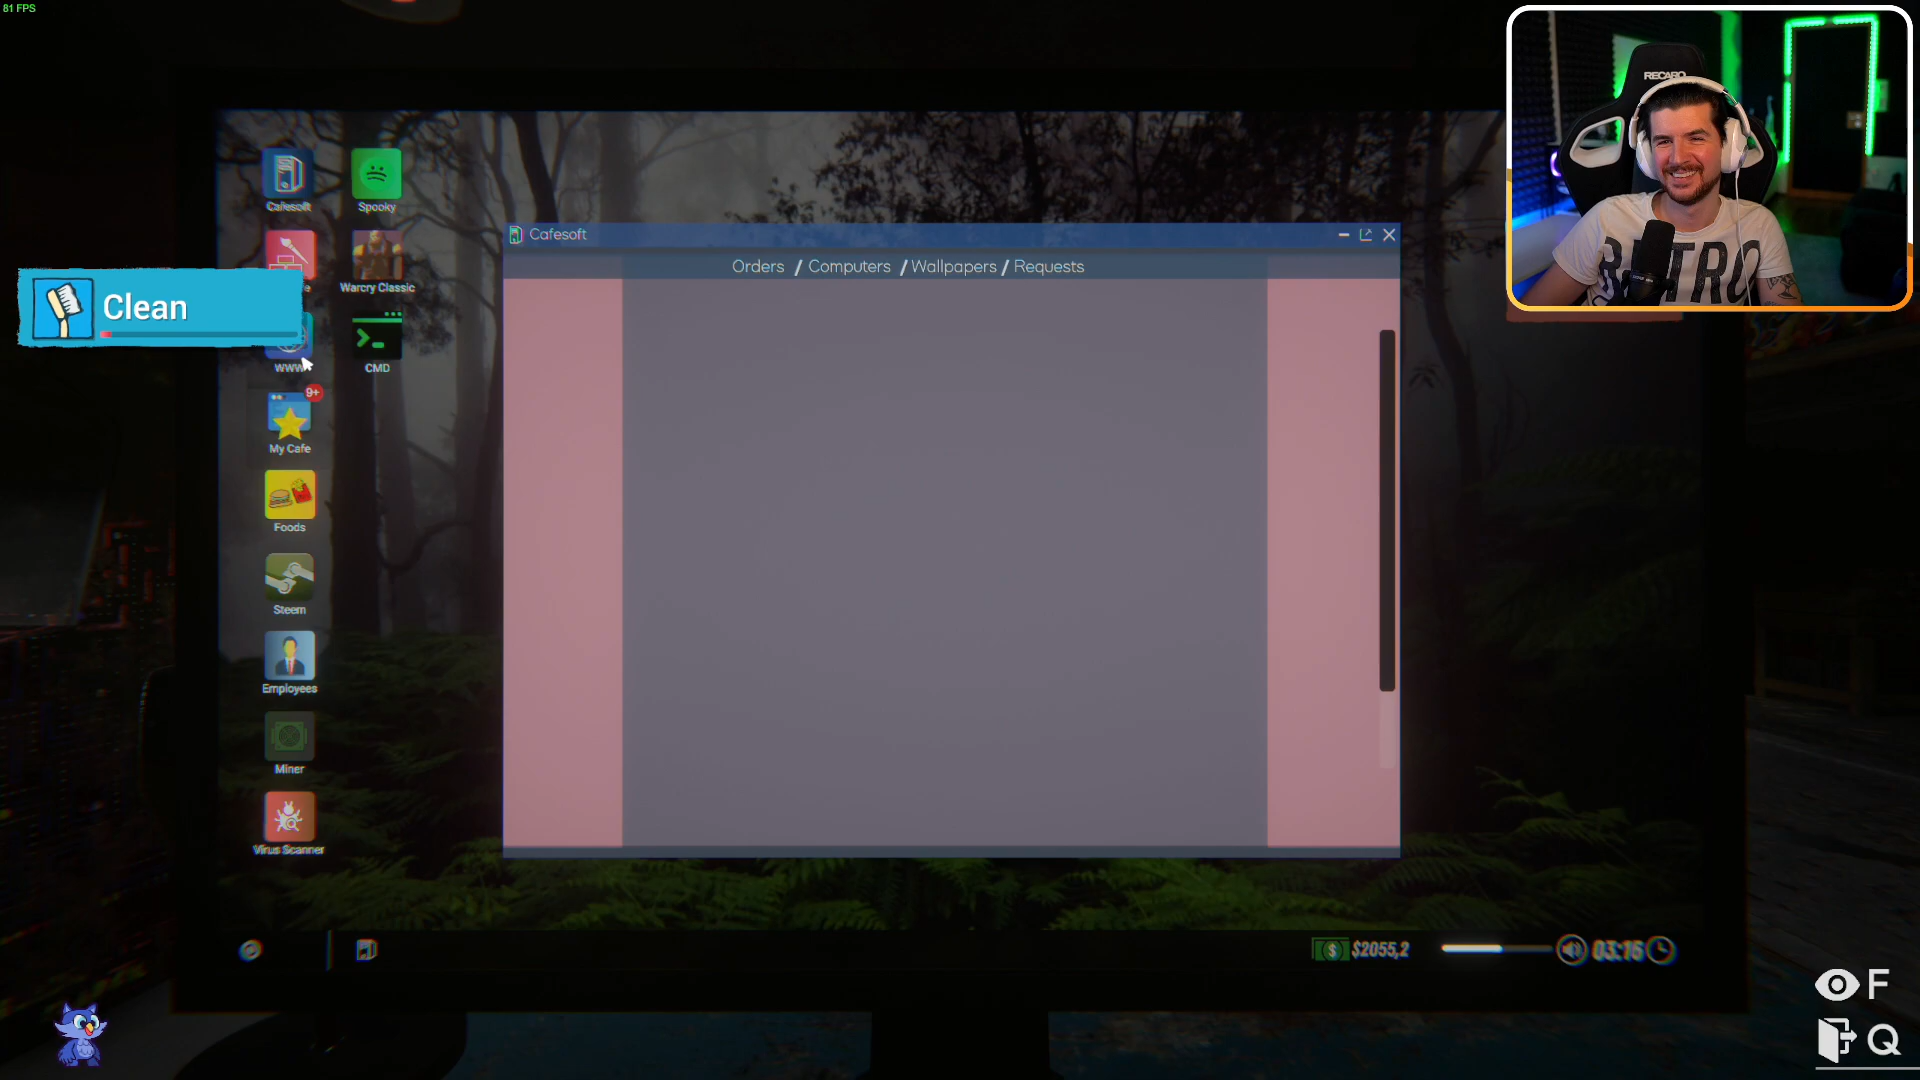 81 FPS
RECARO
Cafesoft
Spooky
Cafesoft
Orders / Computers / Wallpapers / Requests
Warcry Classic
Clean
WWW
CMD
9+
My Cafe
Foods
Steem
Employees
Miner
Virus Scanner
$2055,2
03:16
F
Q
RETRO